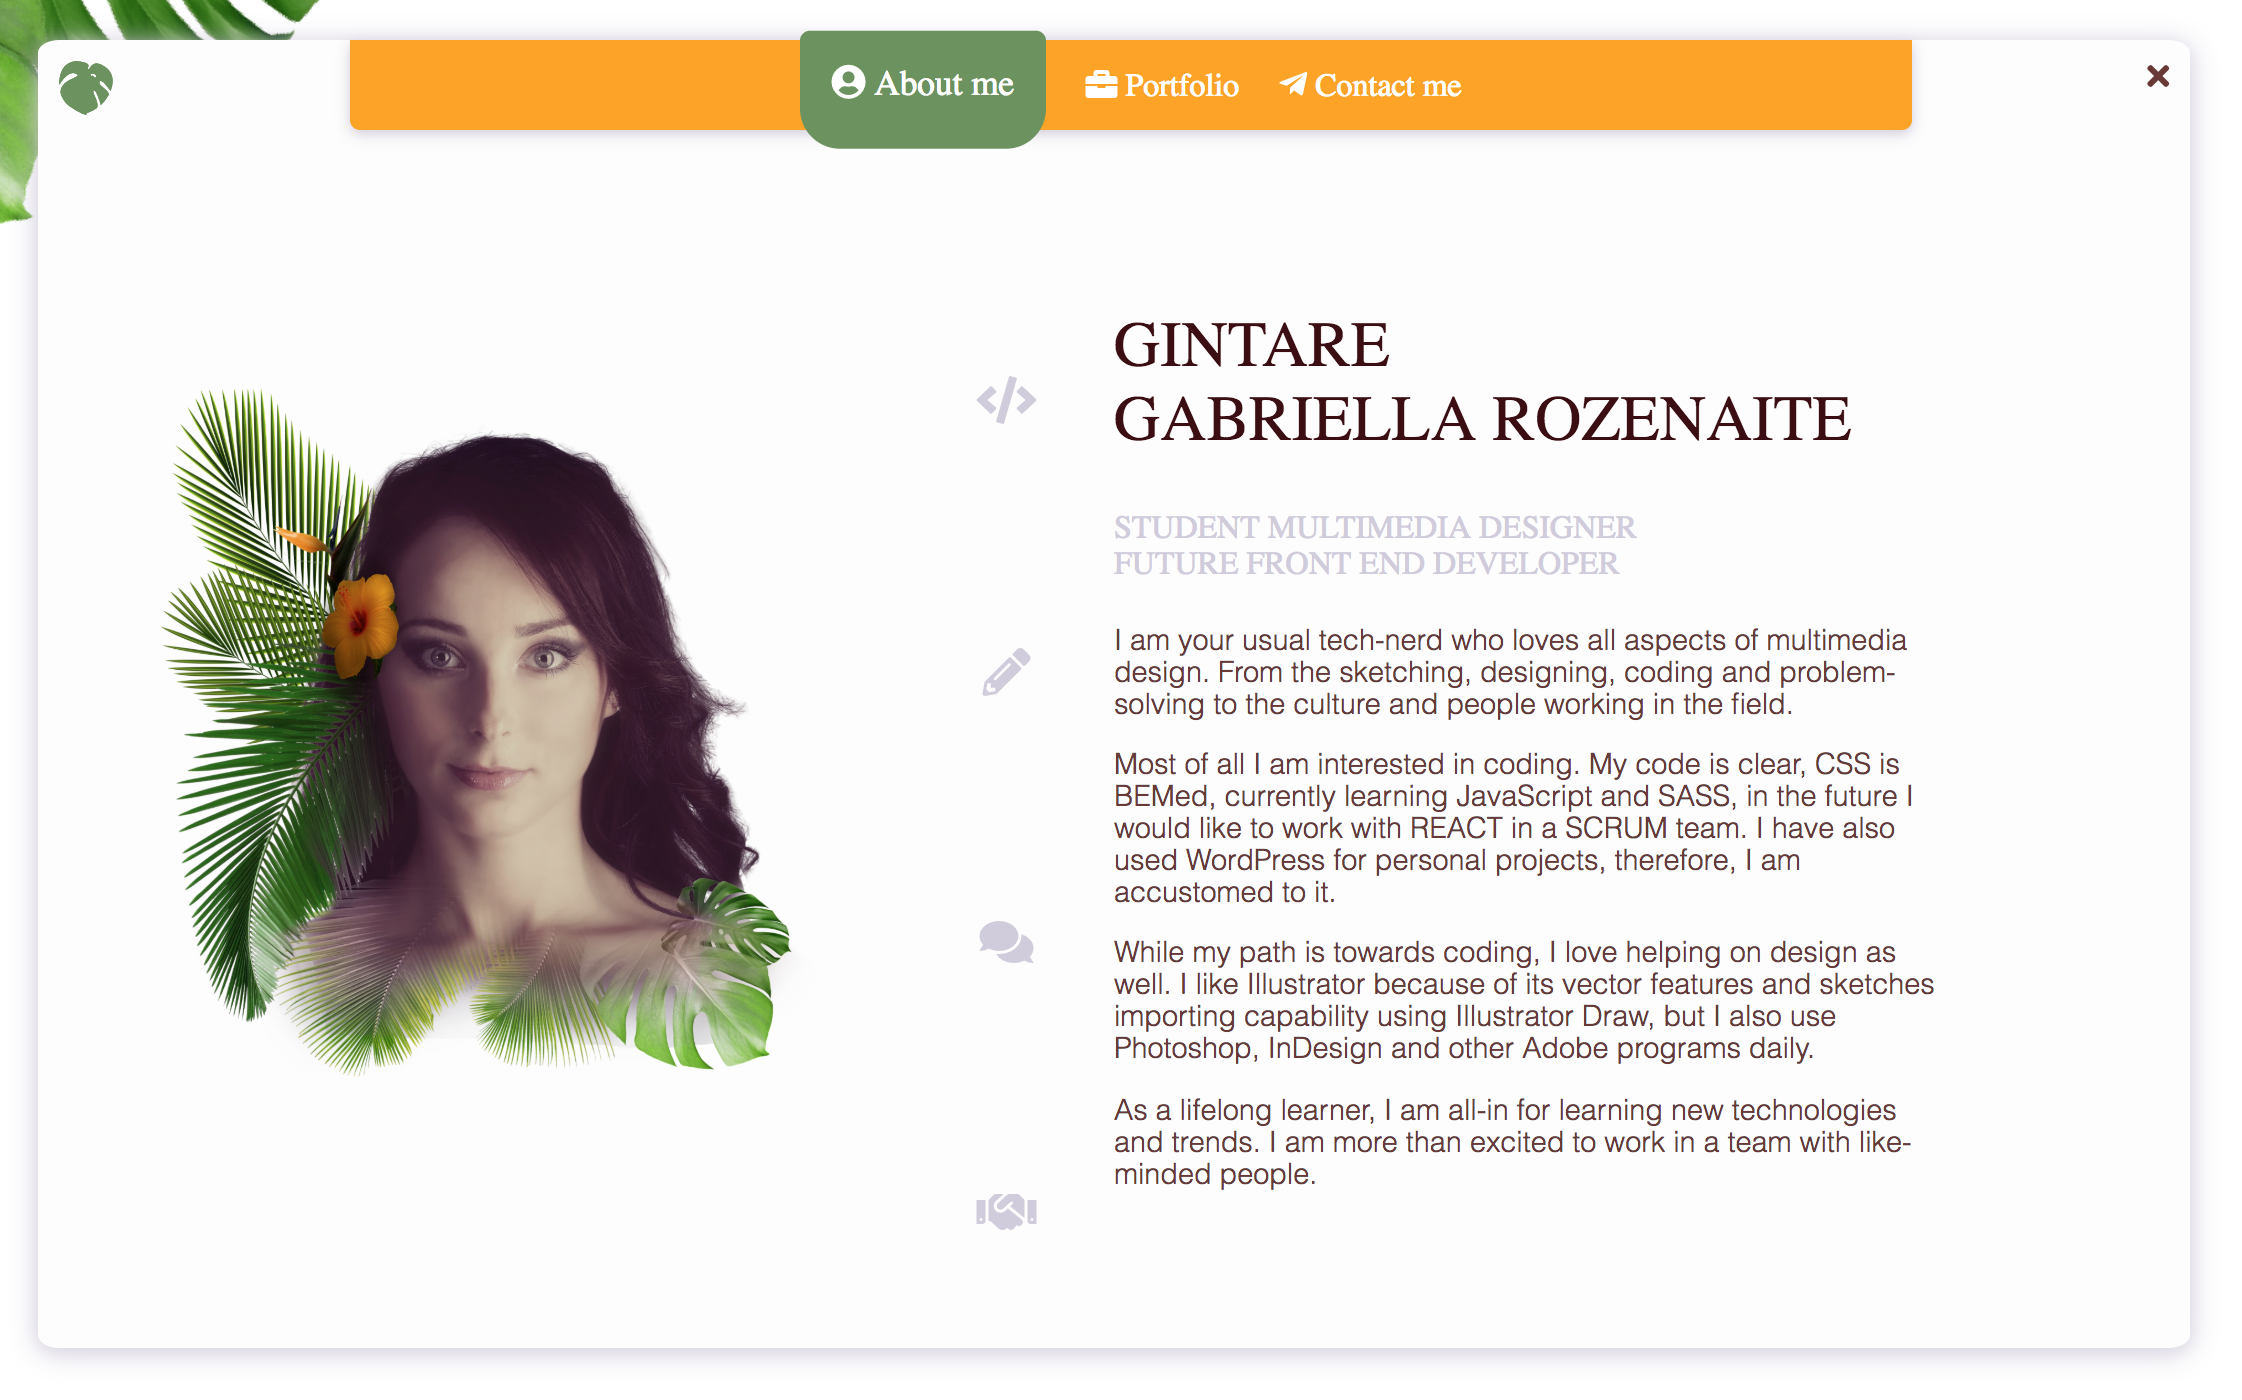 About me
Portfolio
Contact me
GINTARE
GABRIELLA ROZENAITE
STUDENT MULTIMEDIA DESIGNER
FUTURE FRONT END DEVELOPER
I am your usual tech-nerd who loves all aspects of multimedia
design. From the sketching, designing, coding and problem-
solving to the culture and people working in the field.
Most of all I am interested in coding. My code is clear, CSS is
BEMed, currently learning JavaScript and SASS, in the future I
would like to work with REACT in a SCRUM team. I have also
used WordPress for personal projects, therefore, I am
accustomed to it.
While my path is towards coding, I love helping on design as
well. I like Illustrator because of its vector features and sketches
importing capability using Illustrator Draw, but I also use
Photoshop, InDesign and other Adobe programs daily.
As a lifelong learner, I am all-in for learning new technologies
and trends. I am more than excited to work in a team with like-
minded people.